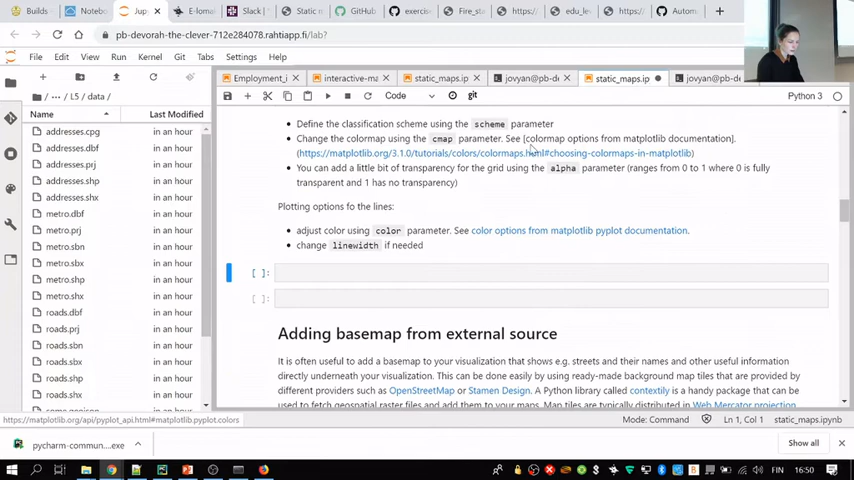 Builds
Noteb
Jup
E-lomal
Slack |
Static m
GitHub
exercise
Fire_st
https://
edu_lev
https://
Autom
pb-devorah-the-clever-712e284078.rahtiapp.fi/lab?
File Edit View Run Kernel Git Tabs Settings Help
Employment_i
interactive-ma
static_maps.ip
jovyan@pb-de
static_maps.ip
jovyan@pb-de
Code
git
Python 3
/ ··· / L5 / data /
Name
Last Modified
addresses.cpg in an hour
addresses.dbf in an hour
addresses.prj in an hour
addresses.shp in an hour
addresses.shx in an hour
metro.dbf in an hour
metro.prj in an hour
metro.sbn in an hour
metro.sbx in an hour
metro.shp in an hour
metro.shx in an hour
roads.dbf in an hour
roads.prj in an hour
roads.sbn in an hour
roads.sbx in an hour
roads.shp in an hour
roads.shx in an hour
in an hour
• Define the classification scheme using the scheme parameter
• Change the colormap using the cmap parameter. See [colormap options from matplotlib documentation].
(https://matplotlib.org/3.1.0/tutorials/colors/colormaps.html#choosing-colormaps-in-matplotlib)
• You can add a little bit of transparency for the grid using the alpha parameter (ranges from 0 to 1 where 0 is fully
transparent and 1 has no transparency)
Plotting options fo the lines:
• adjust color using color parameter. See color options from matplotlib pyplot documentation.
• change linewidth if needed
[ ]:
[ ]:
Adding basemap from external source
It is often useful to add a basemap to your visualization that shows e.g. streets and their names and other useful information
directly underneath your visualization. This can be done easily by using ready-made background map tiles that are provided by
different providers such as OpenStreetMap or Stamen Design. A Python library called contextily is a handy package that can be
used to fetch geospatial raster files and add them to your maps. Map tiles are typically distributed in Web Mercator projection
https://matplotlib.org/api/pyplot_api.html#matplotlib.pyplot.colors
Mode: Command
Ln 1, Col 1
static_maps.ipynb
pycharm-commun....exe
Show all
FIN
16:50